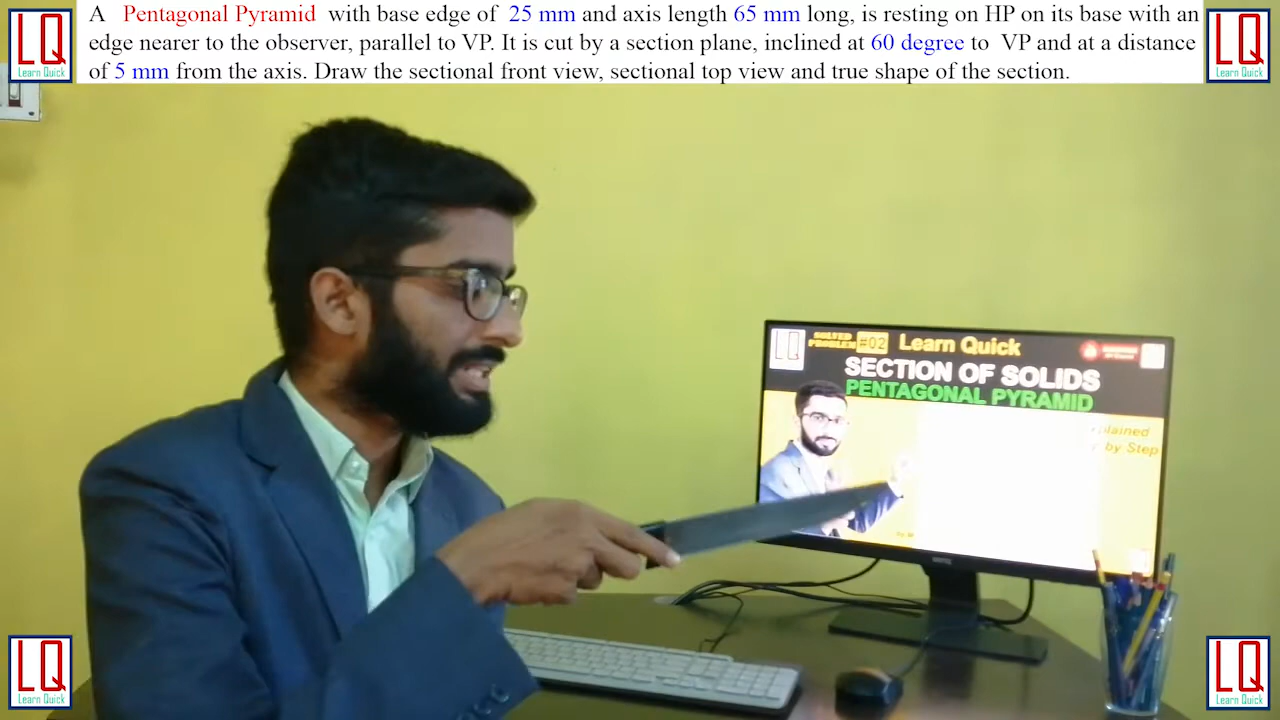 A Pentagonal Pyramid with base edge of 25 mm and axis length 65 mm long, is resting on HP on its base with an
edge nearer to the observer, parallel to VP. It is cut by a section plane, inclined at 60 degree to VP and at a distance
of 5 mm from the axis. Draw the sectional front view, sectional top view and true shape of the section.
LQ
Learn Quick
LQ
Learn Quick
LQ
SOLVED
PROBLEM #02
Learn Quick
SECTION OF SOLIDS
PENTAGONAL PYRAMID
plained
by Step
LQ
Learn Quick
LQ
Learn Quick